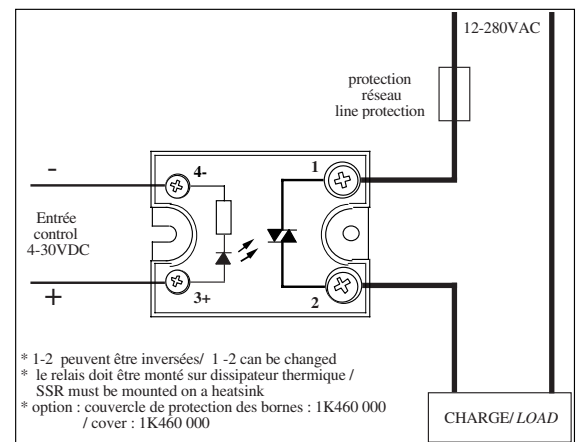 12-280VAC
protection
réseau
line protection
-
4-
1
Entrée
control
4-30VDC
+
3+
2
* 1-2 peuvent être inversées/ 1 -2 can be changed
* le relais doit être monté sur dissipateur thermique /
SSR must be mounted on a heatsink
* option : couvercle de protection des bornes : 1K460 000
/ cover : 1K460 000
CHARGE/ LOAD